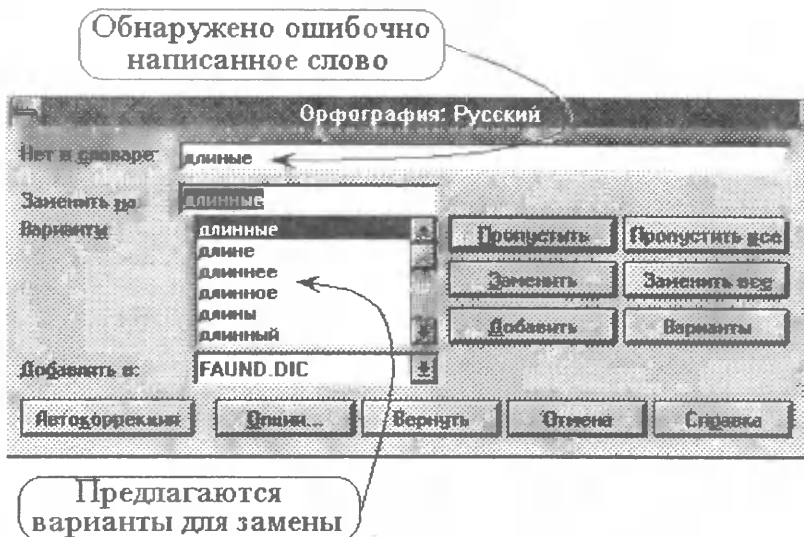 Обнаружено ошибочно
написанное слово
Орфография: Русский
Нет в словаре: длиные
Заменить на: длинные
Варианты: длинные
длине
длиннее
длинное
длины
длинный
Пропустить Пропустить все
Заменить Заменить все
Добавить Варианты
Добавить в: FAUND.DIC
Автокоррекция Опции... Вернуть Отмена Справка
Предлагаются
варианты для замены